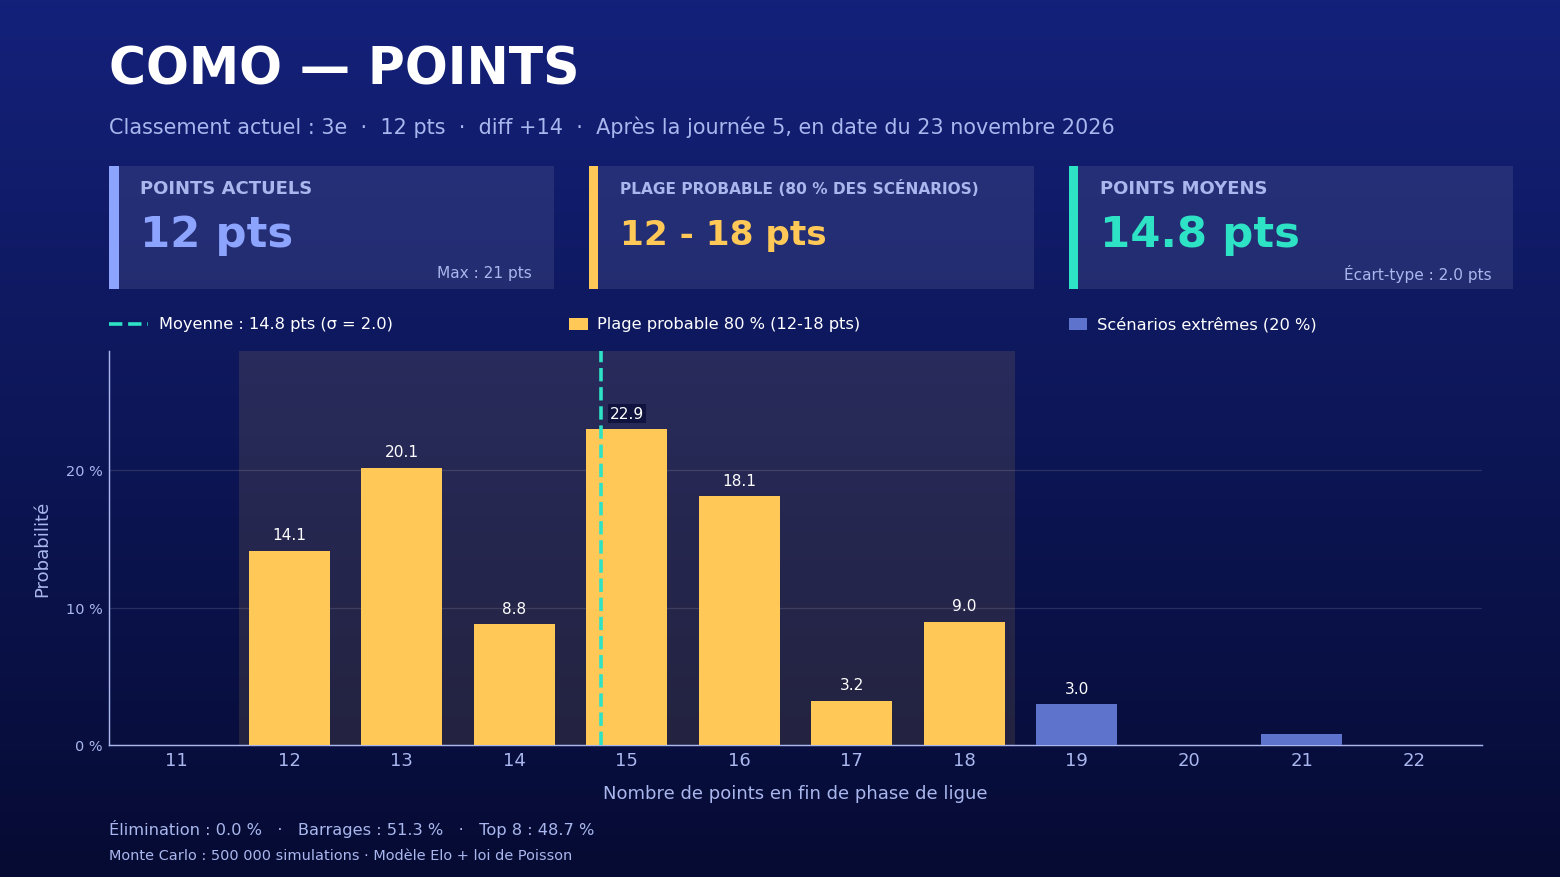 COMO — POINTS
Classement actuel : 3e · 12 pts · diff +14 · Après la journée 5, en date du 23 novembre 2026
POINTS ACTUELS
12 pts
Max : 21 pts
PLAGE PROBABLE (80 % DES SCÉNARIOS)
12 - 18 pts
POINTS MOYENS
14.8 pts
Écart-type : 2.0 pts
Moyenne : 14.8 pts (σ = 2.0)
Plage probable 80 % (12-18 pts)
Scénarios extrêmes (20 %)
Probabilité
20 %
10 %
0 %
14.1
20.1
8.8
22.9
18.1
3.2
9.0
3.0
11 12 13 14 15 16 17 18 19 20 21 22
Nombre de points en fin de phase de ligue
Élimination : 0.0 % · Barrages : 51.3 % · Top 8 : 48.7 %
Monte Carlo : 500 000 simulations · Modèle Elo + loi de Poisson